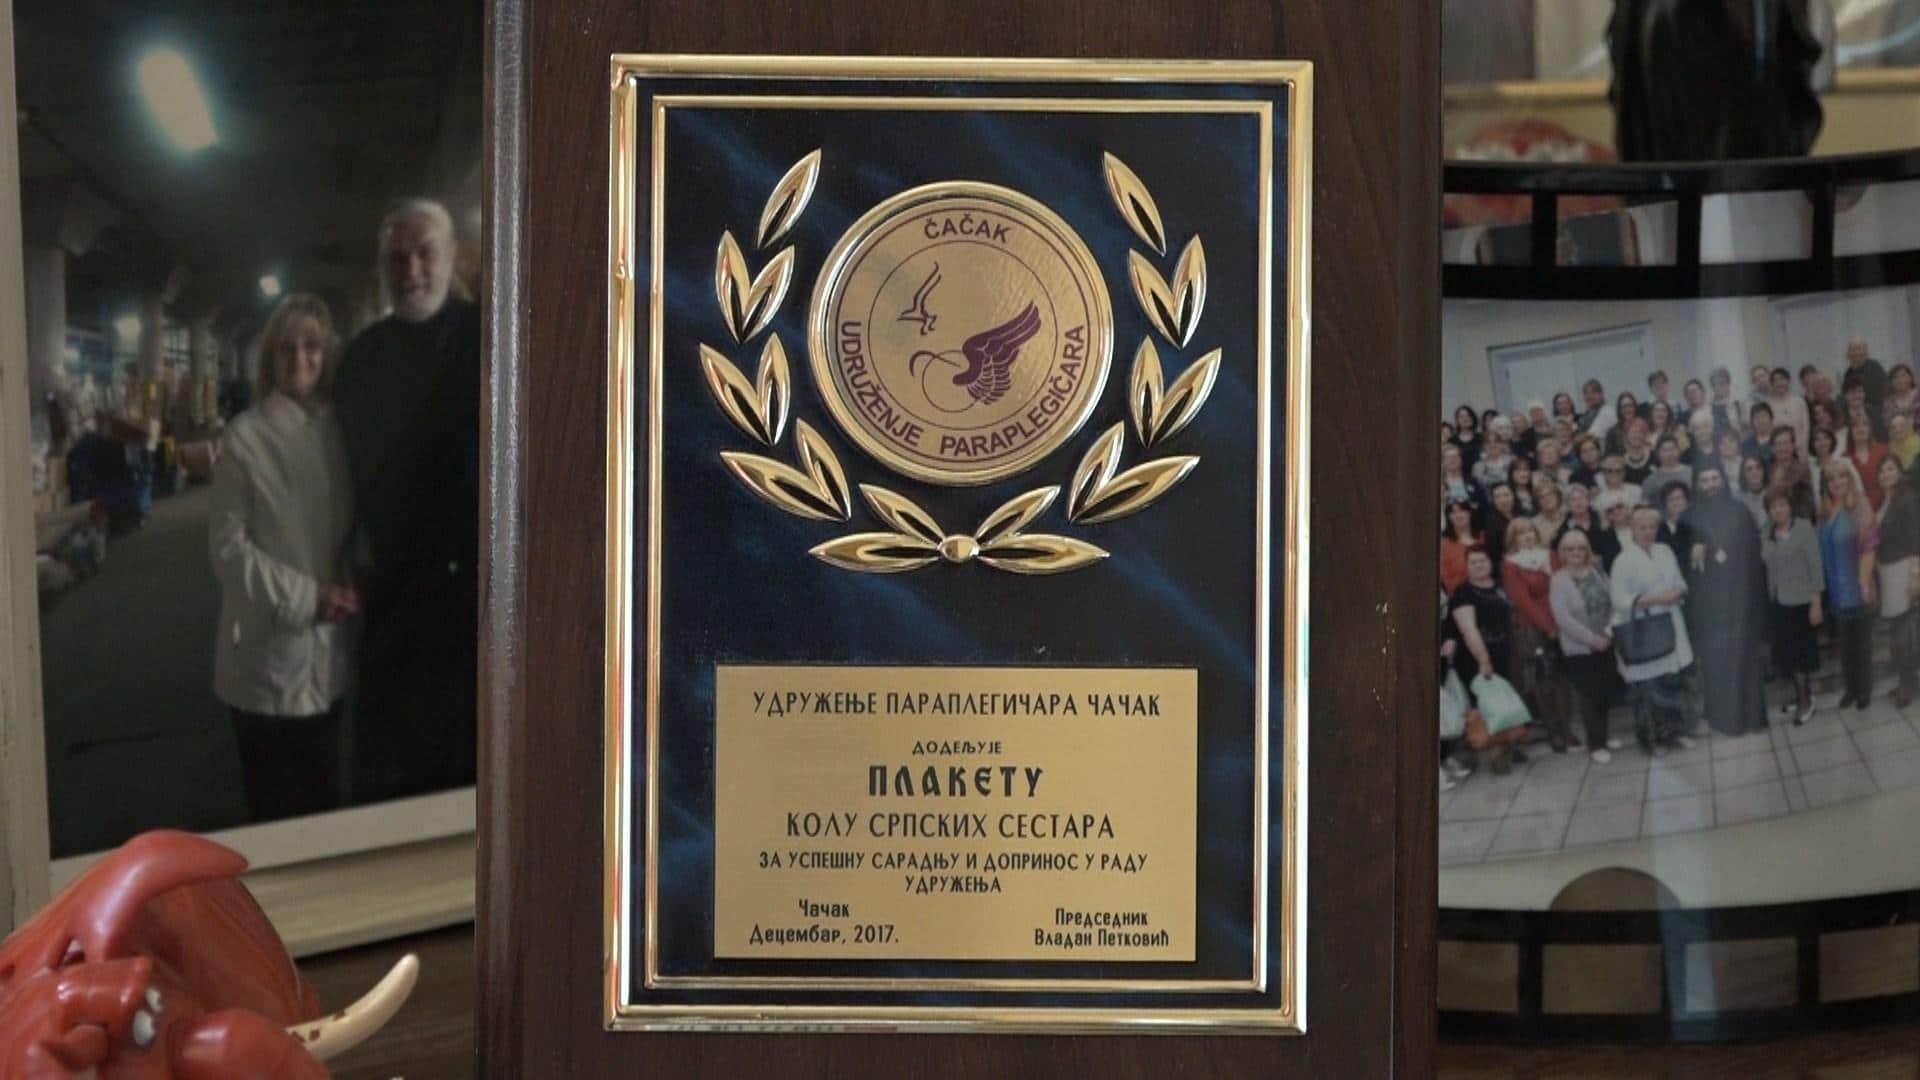 ČAČAK
UDRUŽENJE PARAPLEGIČARA
УДРУЖЕЊЕ ПАРАПЛЕГИЧАРА ЧАЧАК
ДОДЕЉУЈЕ
ПЛАКЕТУ
КОЛУ СРПСКИХ СЕСТАРА
ЗА УСПЕШНУ САРАДЊУ И ДОПРИНОС У РАДУ
УДРУЖЕЊА
Чачак
Децембар, 2017.
Председник
Владан Петковић